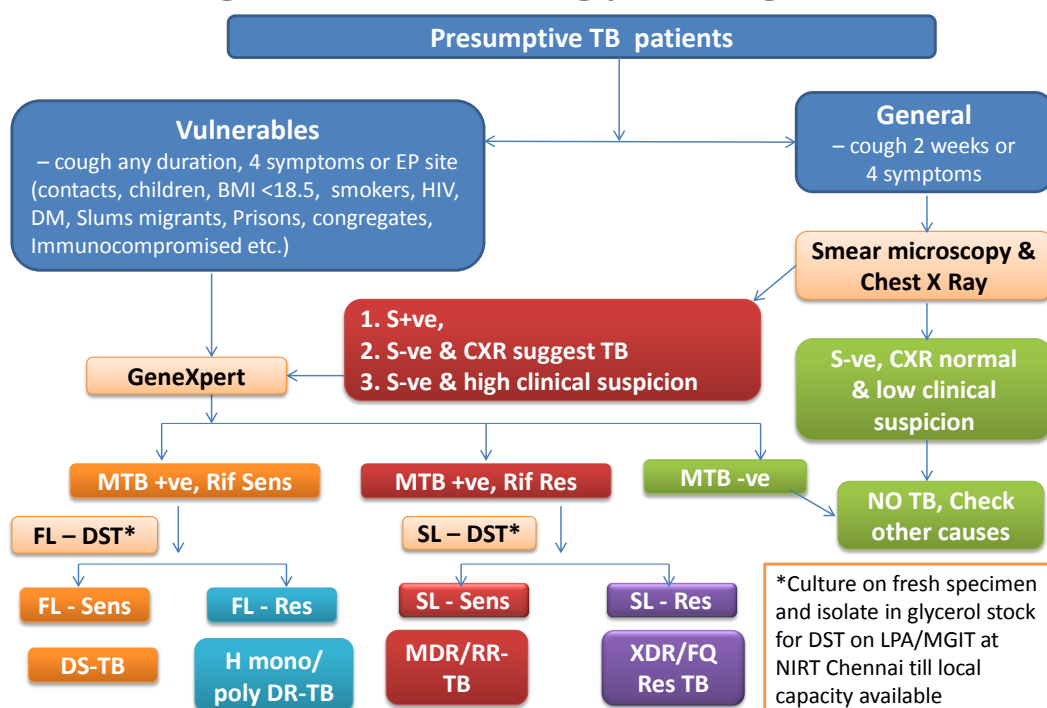 Presumptive TB patients
Vulnerables
– cough any duration, 4 symptoms or EP site
(contacts, children, BMI <18.5, smokers, HIV,
DM, Slums migrants, Prisons, congregates,
Immunocompromised etc.)
General
– cough 2 weeks or
4 symptoms
Smear microscopy &
Chest X Ray
1. S+ve,
2. S-ve & CXR suggest TB
3. S-ve & high clinical suspicion
GeneXpert
S-ve, CXR normal
& low clinical
suspicion
MTB +ve, Rif Sens
MTB +ve, Rif Res
MTB -ve
NO TB, Check
other causes
FL – DST*
SL – DST*
FL - Sens
FL - Res
SL - Sens
SL - Res
DS-TB
H mono/
poly DR-TB
MDR/RR-
TB
XDR/FQ
Res TB
*Culture on fresh specimen
and isolate in glycerol stock
for DST on LPA/MGIT at
NIRT Chennai till local
capacity available